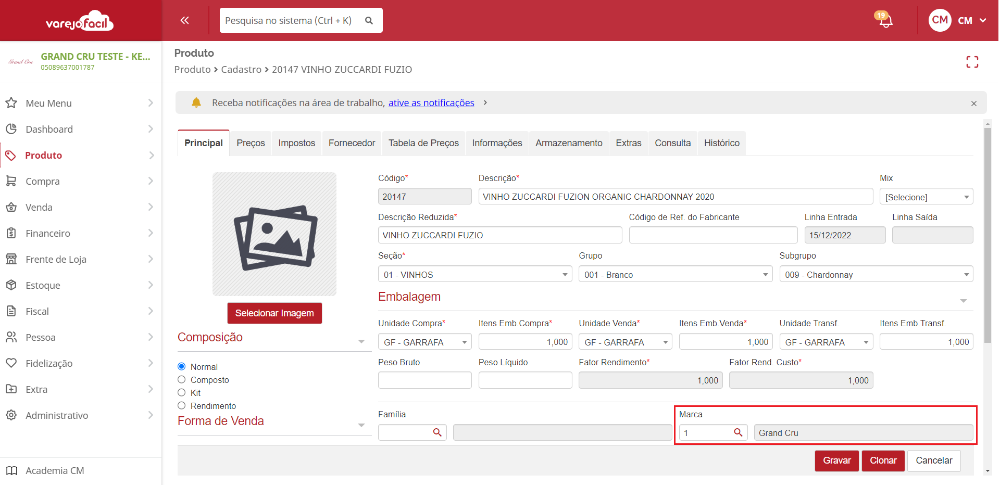 varejofacil
Pesquisa no sistema (Ctrl + K)
19
CM
CM
Grand Cru
GRAND CRU TESTE - KE...
05089637001787
Meu Menu
Dashboard
Produto
Compra
Venda
Financeiro
Frente de Loja
Estoque
Fiscal
Pessoa
Fidelização
Extra
Administrativo
Academia CM
Produto
Produto > Cadastro > 20147 VINHO ZUCCARDI FUZIO
Receba notificações na área de trabalho, ative as notificações >
Principal Preços Impostos Fornecedor Tabela de Preços Informações Armazenamento Extras Consulta Histórico
Selecionar Imagem
Composição
Normal
Composto
Kit
Rendimento
Forma de Venda
Código* Descrição* Mix
20147 VINHO ZUCCARDI FUZION ORGANIC CHARDONNAY 2020 [Selecione]
Descrição Reduzida* Código de Ref. do Fabricante Linha Entrada Linha Saída
VINHO ZUCCARDI FUZIO 15/12/2022
Seção* Grupo Subgrupo
01 - VINHOS 001 - Branco 009 - Chardonnay
Embalagem
Unidade Compra* Itens Emb.Compra* Unidade Venda* Itens Emb.Venda* Unidade Transf. Itens Emb.Transf.
GF - GARRAFA 1,000 GF - GARRAFA 1,000 GF - GARRAFA 1,000
Peso Bruto Peso Líquido Fator Rendimento* Fator Rend. Custo*
1,000 1,000
Família Marca
1 Grand Cru
Gravar Clonar Cancelar